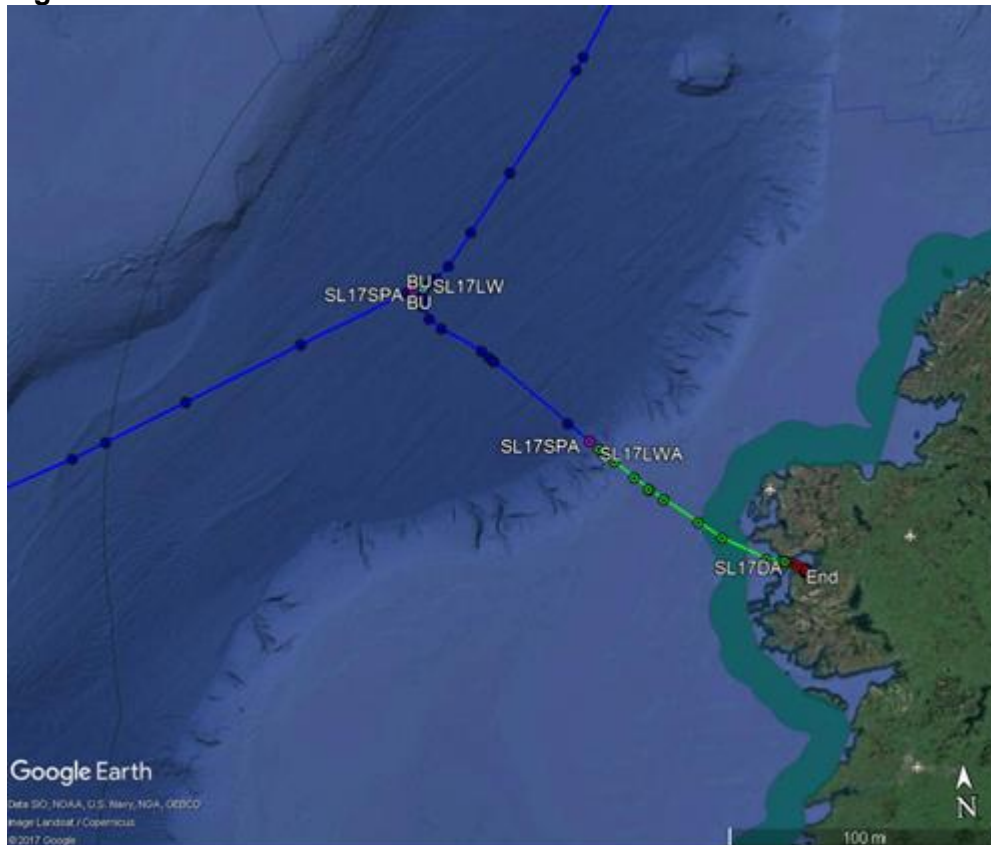 BU
SL17SPA
SL17LW
BU
SL17SPA
SL17LWA
SL17DA
End
Google Earth
Data SIO, NOAA, U.S. Navy, NGA, GEBCO
Image Landsat / Copernicus
© 2017 Google
100 mi
N